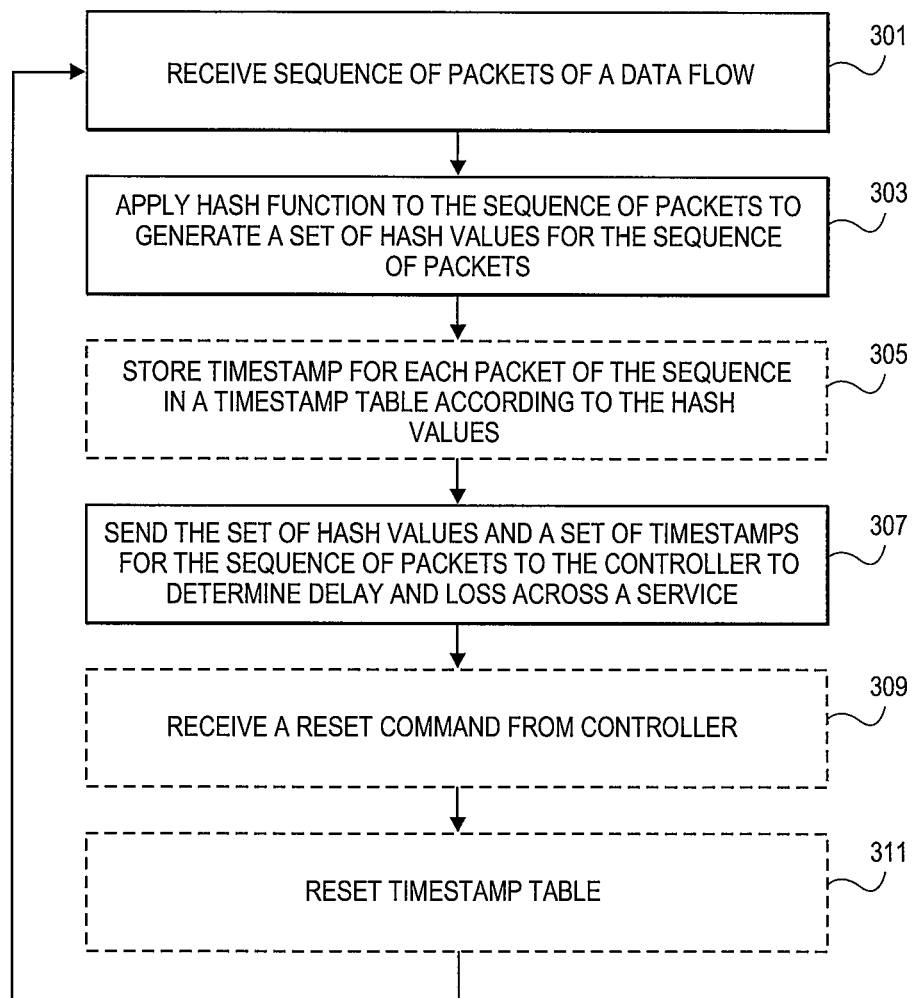 301
RECEIVE SEQUENCE OF PACKETS OF A DATA FLOW
303
APPLY HASH FUNCTION TO THE SEQUENCE OF PACKETS TO
GENERATE A SET OF HASH VALUES FOR THE SEQUENCE
OF PACKETS
305
STORE TIMESTAMP FOR EACH PACKET OF THE SEQUENCE
IN A TIMESTAMP TABLE ACCORDING TO THE HASH
VALUES
307
SEND THE SET OF HASH VALUES AND A SET OF TIMESTAMPS
FOR THE SEQUENCE OF PACKETS TO THE CONTROLLER TO
DETERMINE DELAY AND LOSS ACROSS A SERVICE
309
RECEIVE A RESET COMMAND FROM CONTROLLER
311
RESET TIMESTAMP TABLE